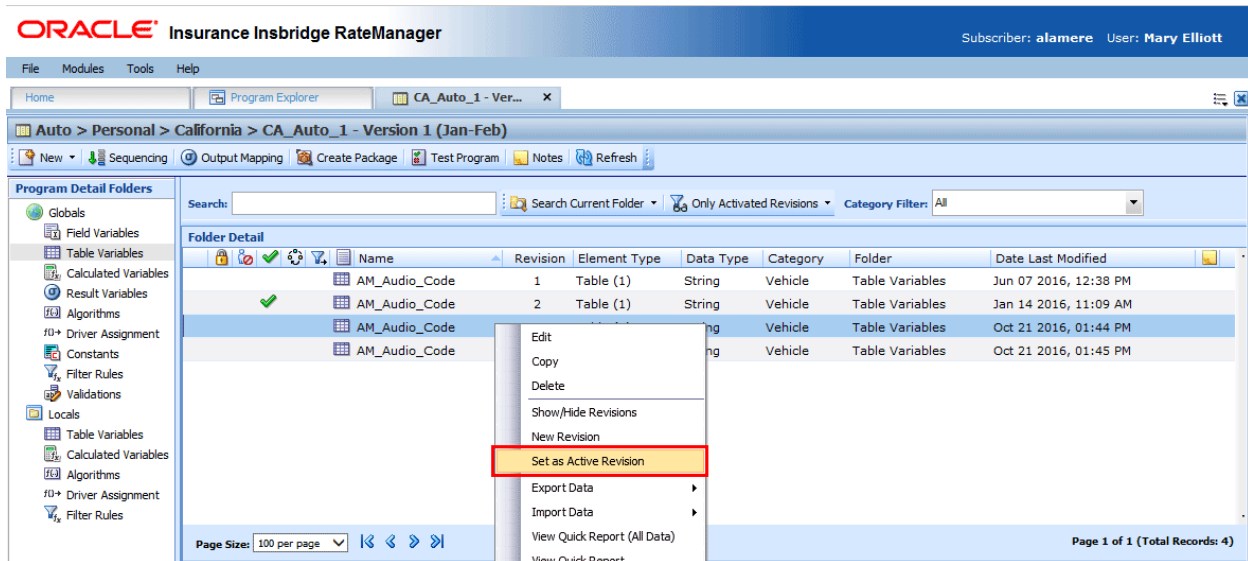 ORACLE® Insurance Insbridge RateManager
Subscriber: alamere User: Mary Elliott
File Modules Tools Help
Home Program Explorer CA_Auto_1 - Ver... x
Auto > Personal > California > CA_Auto_1 - Version 1 (Jan-Feb)
New Sequencing Output Mapping Create Package Test Program Notes Refresh
Program Detail Folders
Globals
Field Variables
Table Variables
Calculated Variables
Result Variables
Algorithms
Driver Assignment
Constants
Filter Rules
Validations
Locals
Table Variables
Calculated Variables
Algorithms
Driver Assignment
Filter Rules
Search: Search Current Folder Only Activated Revisions Category Filter: All
Folder Detail
Name Revision Element Type Data Type Category Folder Date Last Modified
AM_Audio_Code 1 Table (1) String Vehicle Table Variables Jun 07 2016, 12:38 PM
AM_Audio_Code 2 Table (1) String Vehicle Table Variables Jan 14 2016, 11:09 AM
AM_Audio_Code ng Vehicle Table Variables Oct 21 2016, 01:44 PM
AM_Audio_Code ng Vehicle Table Variables Oct 21 2016, 01:45 PM
Edit
Copy
Delete
Show/Hide Revisions
New Revision
Set as Active Revision
Export Data
Import Data
View Quick Report (All Data)
View Quick Report
Page Size: 100 per page
Page 1 of 1 (Total Records: 4)